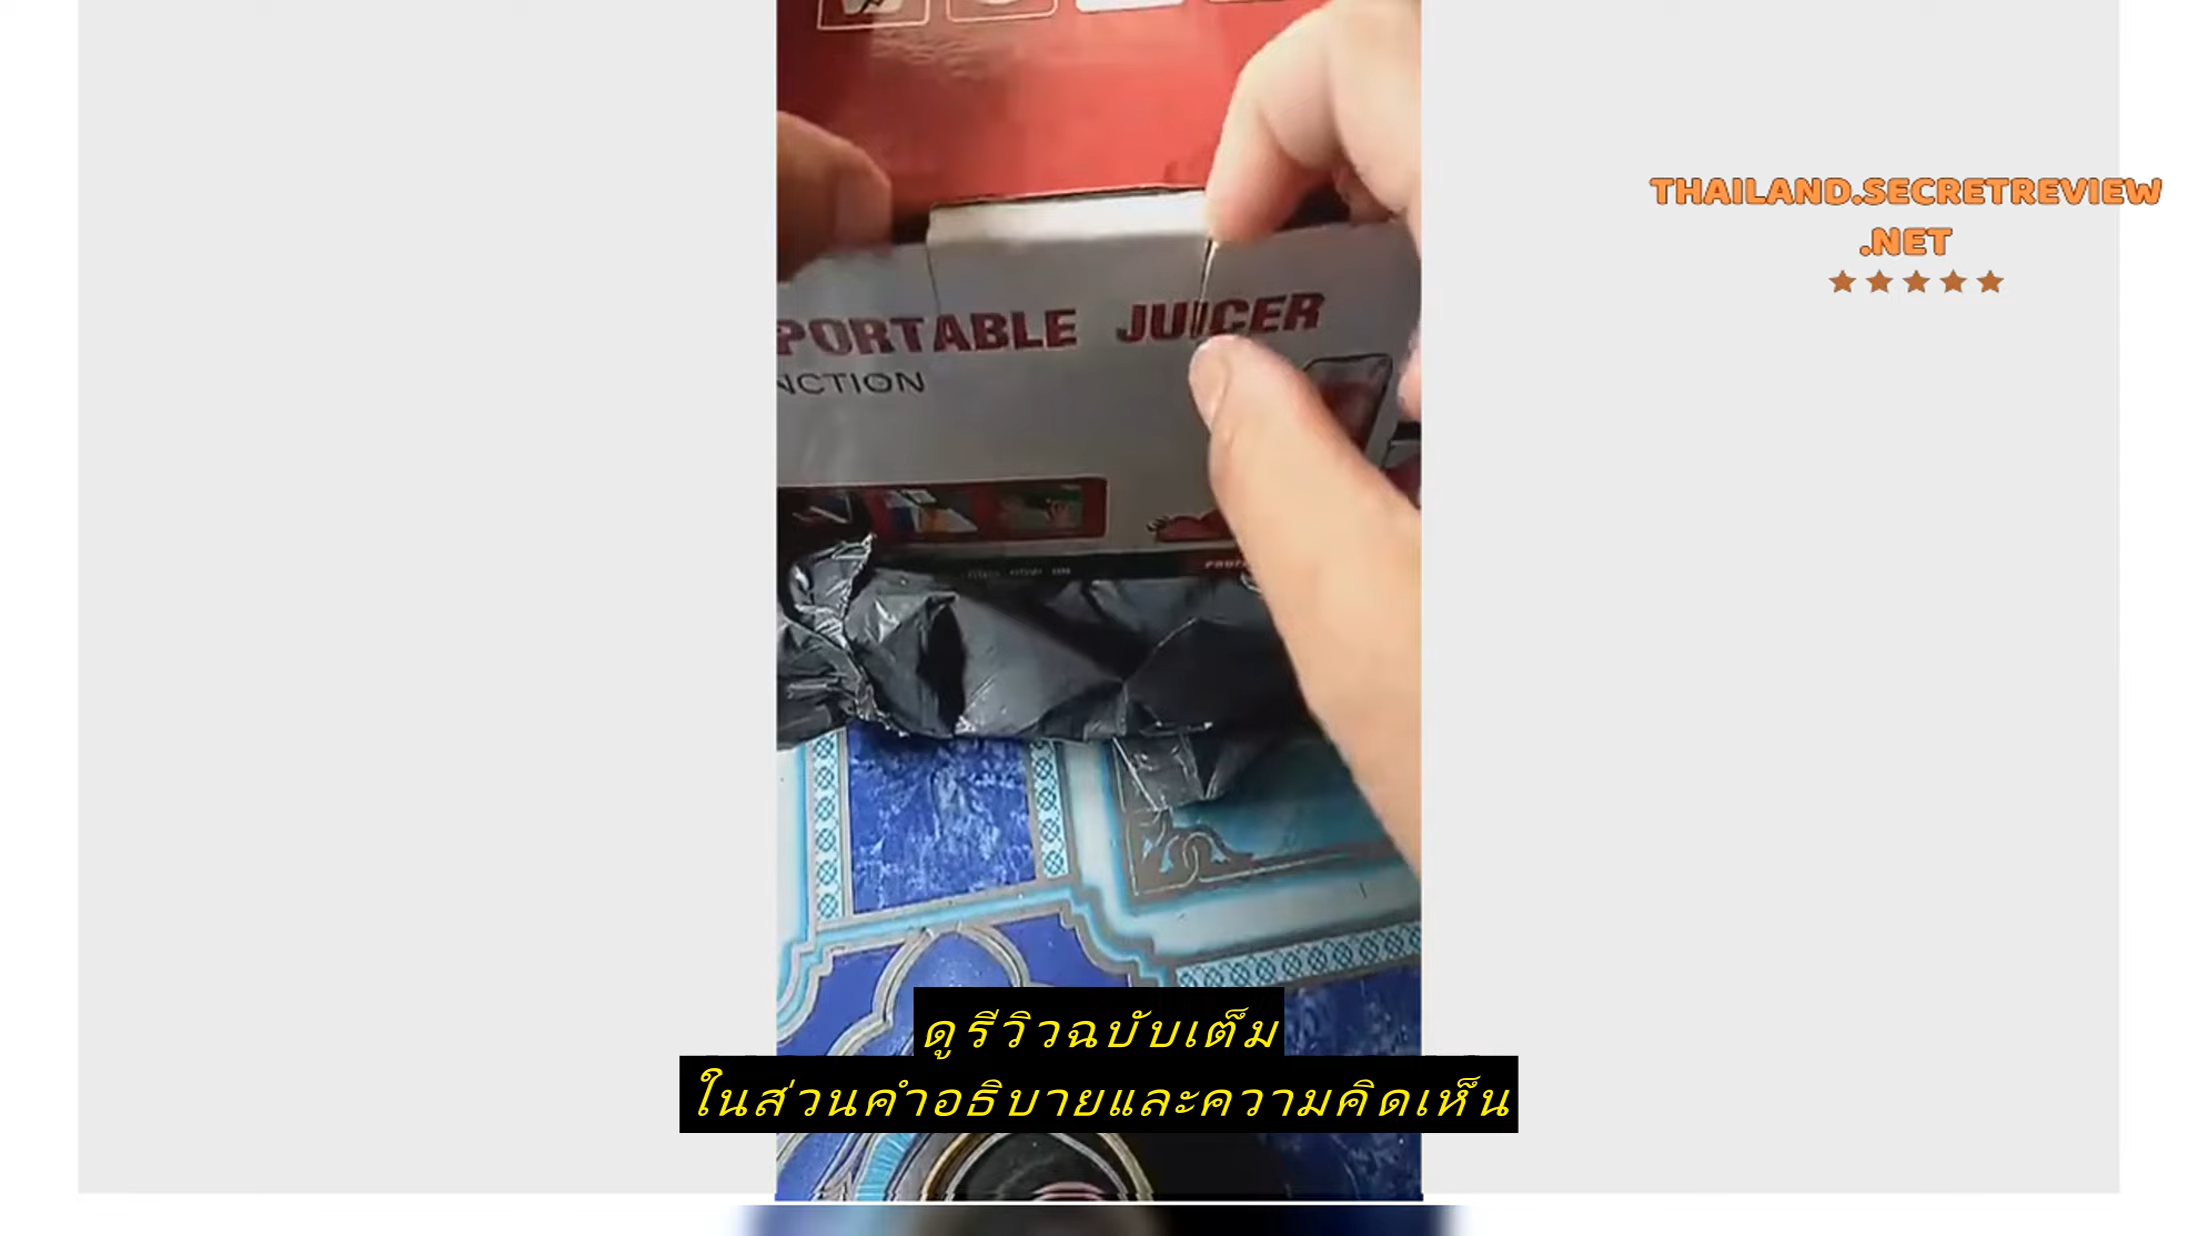 THAILAND.SECRETREVIEW
.NET
PORTABLE JUICER
NCTION
ดูรีวิวฉบับเต็ม
ในส่วนคำอธิบายและความคิดเห็น